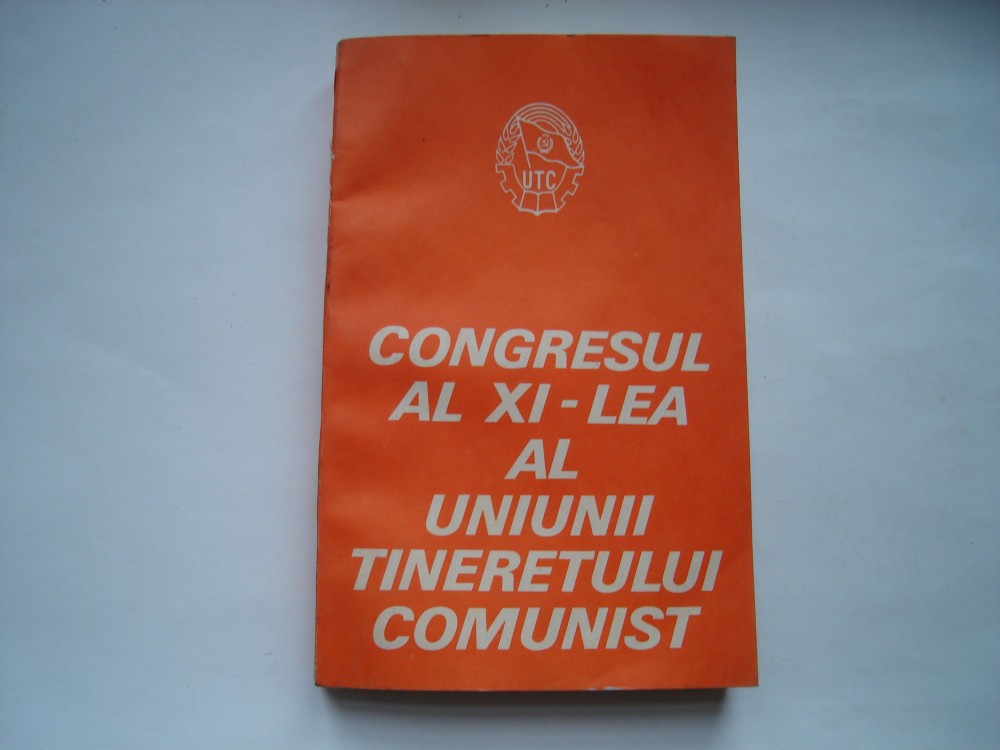 UTC
CONGRESUL
AL XI-LEA
AL
UNIUNII
TINERETULUI
COMUNIST